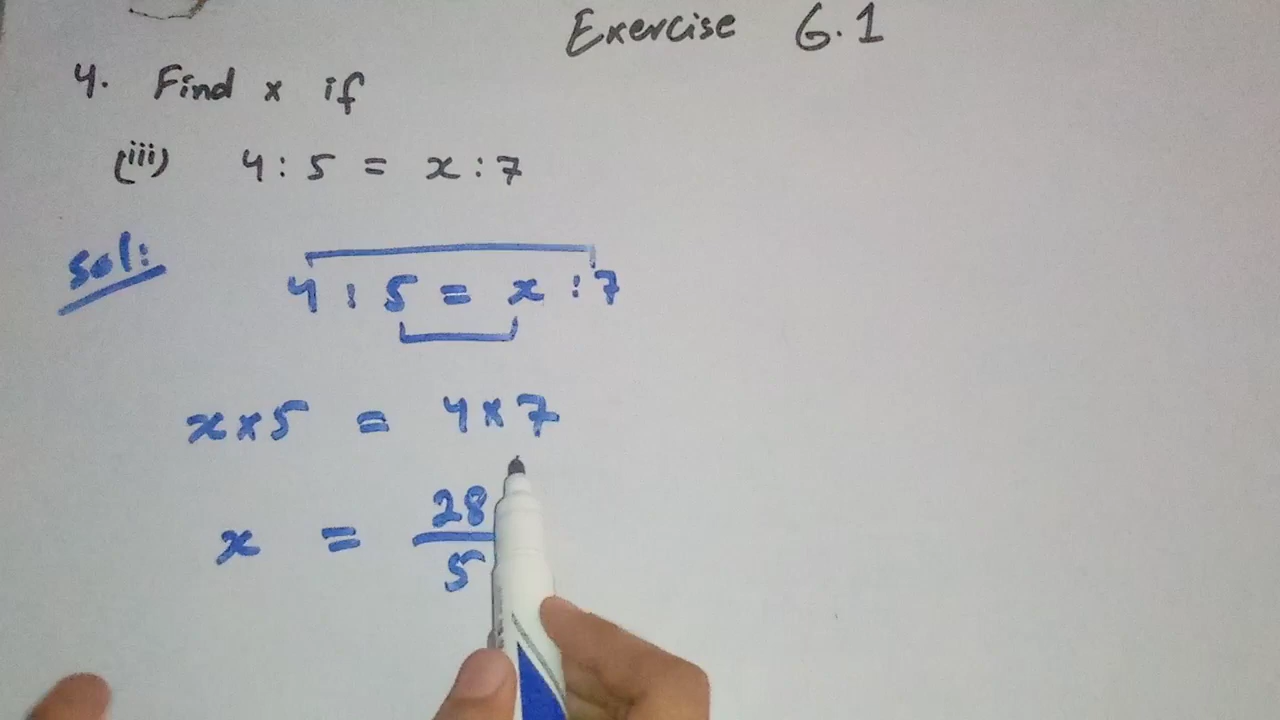 Exercise 6.1
4. Find x if
(iii) 4 : 5 = x : 7
Sol:
4 : 5 = x : 7
x × 5 = 4 × 7
x = 28/5